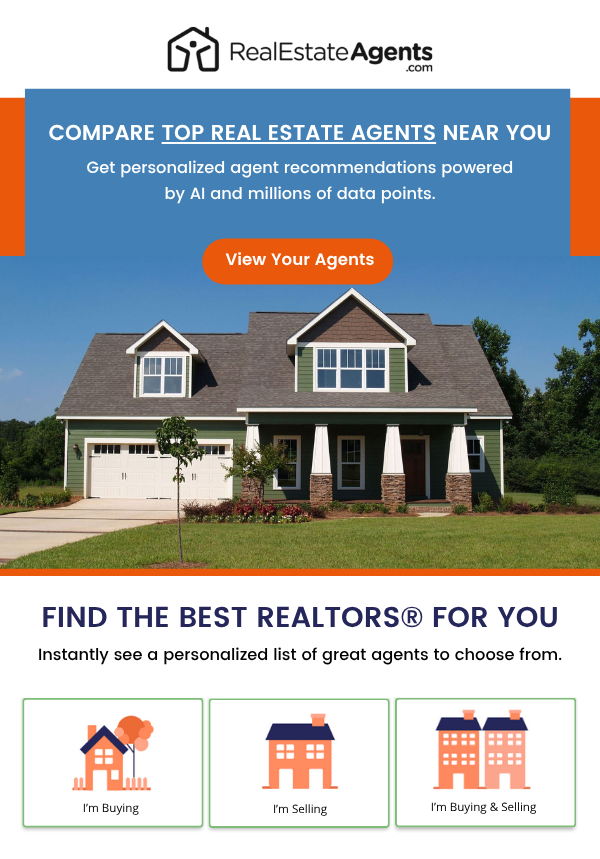 RealEstateAgents
.com
COMPARE TOP REAL ESTATE AGENTS NEAR YOU
Get personalized agent recommendations powered
by AI and millions of data points.
View Your Agents
FIND THE BEST REALTORS® FOR YOU
Instantly see a personalized list of great agents to choose from.
I'm Buying
I'm Selling
I'm Buying & Selling